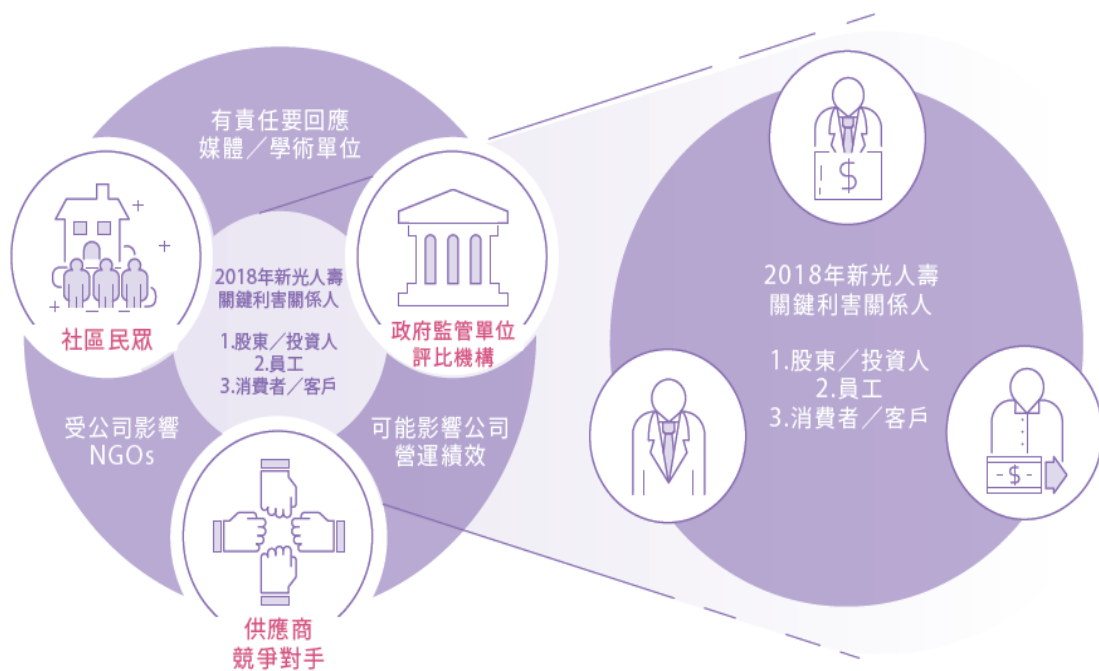 有責任要回應
媒體／學術單位
社區民眾
2018年新光人壽
關鍵利害關係人
1.股東／投資人
2.員工
3.消費者／客戶
政府監管單位
評比機構
受公司影響
NGOs
可能影響公司
營運績效
供應商
競爭對手
$
2018年新光人壽
關鍵利害關係人
1.股東／投資人
2.員工
3.消費者／客戶
-$-